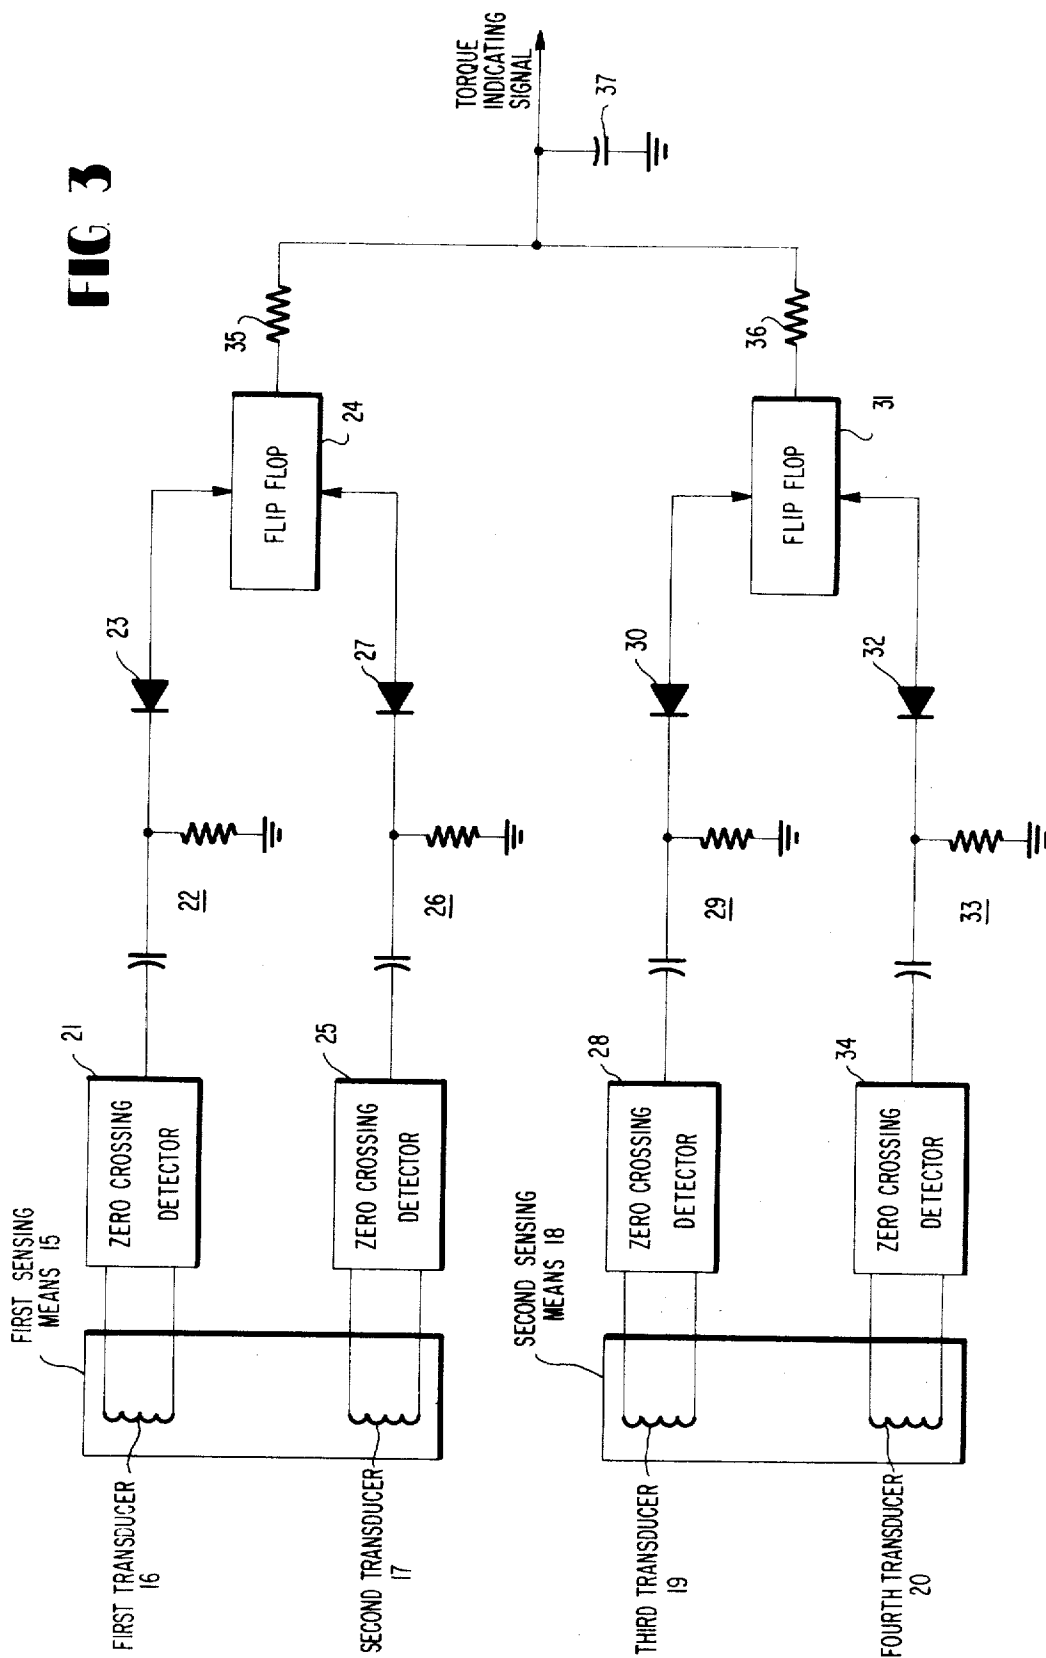 FIG. 3
FIRST SENSING
MEANS 15
FIRST TRANSDUCER
16
ZERO CROSSING
DETECTOR
21
22
23
SECOND TRANSDUCER
17
ZERO CROSSING
DETECTOR
25
26
27
FLIP FLOP
24
35
TORQUE
INDICATING
SIGNAL
37
SECOND SENSING
MEANS 18
THIRD TRANSDUCER
19
ZERO CROSSING
DETECTOR
28
29
30
FOURTH TRANSDUCER
20
ZERO CROSSING
DETECTOR
34
33
32
FLIP FLOP
31
36